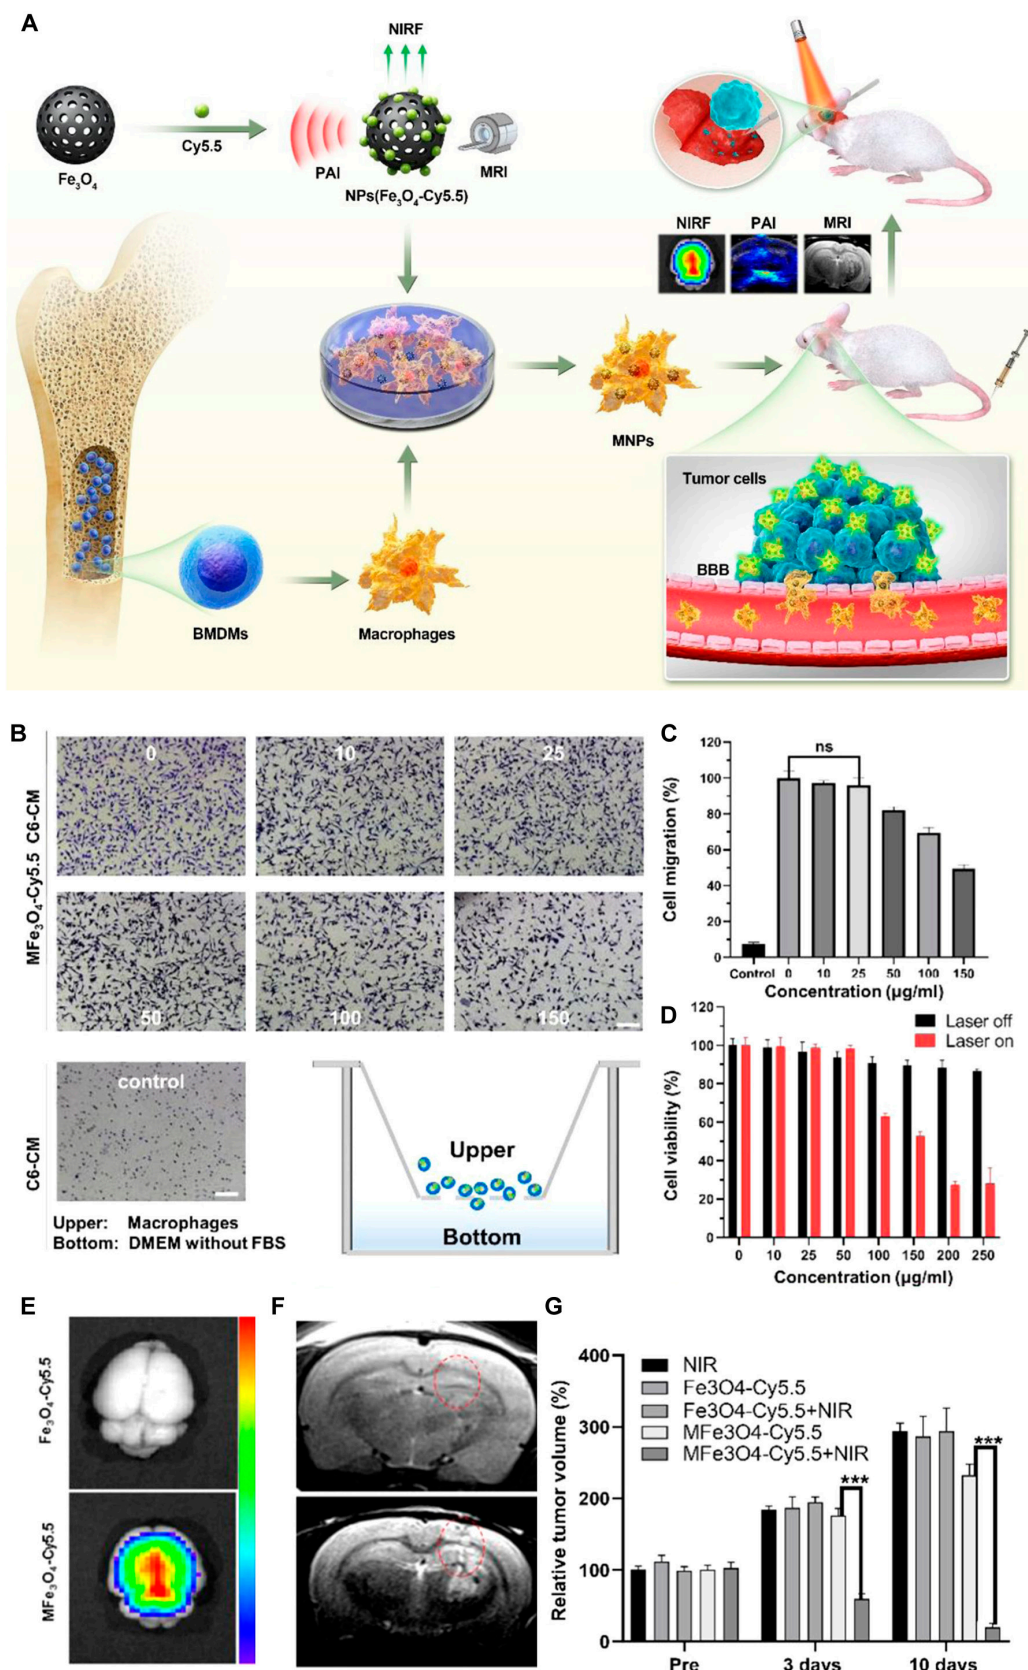 A
NIRF
Cy5.5
Fe3O4
PAI
MRI
NPs(Fe3O4-Cy5.5)
NIRF PAI MRI
MNPs
BMDMs
Macrophages
Tumor cells
BBB
B
MFe3O4-Cy5.5 C6-CM
0 10 25
50 100 150
C6-CM
control
Upper: Macrophages
Bottom: DMEM without FBS
Upper
Bottom
C
Cell migration (%)
120
100
80
60
40
20
0
ns
Control 0 10 25 50 100 150
Concentration (μg/ml)
D
Cell viability (%)
120
100
80
60
40
20
0
Laser off
Laser on
0 10 25 50 100 150 200 250
Concentration (μg/ml)
E
Fe3O4-Cy5.5
MFe3O4-Cy5.5
F
G
Relative tumor volume (%)
400
300
200
100
0
NIR
Fe3O4-Cy5.5
Fe3O4-Cy5.5+NIR
MFe3O4-Cy5.5
MFe3O4-Cy5.5+NIR
***
***
Pre 3 days 10 days